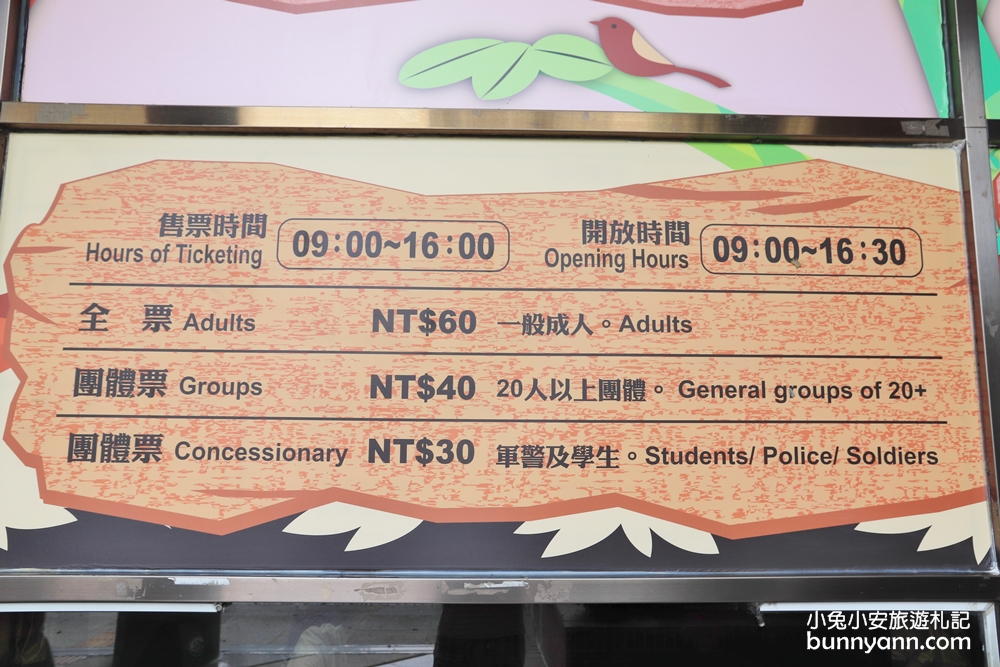 售票時間 09:00~16:00 開放時間 09:00~16:30
Hours of Ticketing Opening Hours
全 票 Adults NT$60 一般成人。Adults
團體票 Groups NT$40 20人以上團體。 General groups of 20+
團體票 Concessionary NT$30 軍警及學生。Students/ Police/ Soldiers
小兔小安旅遊札記
bunnyann.com